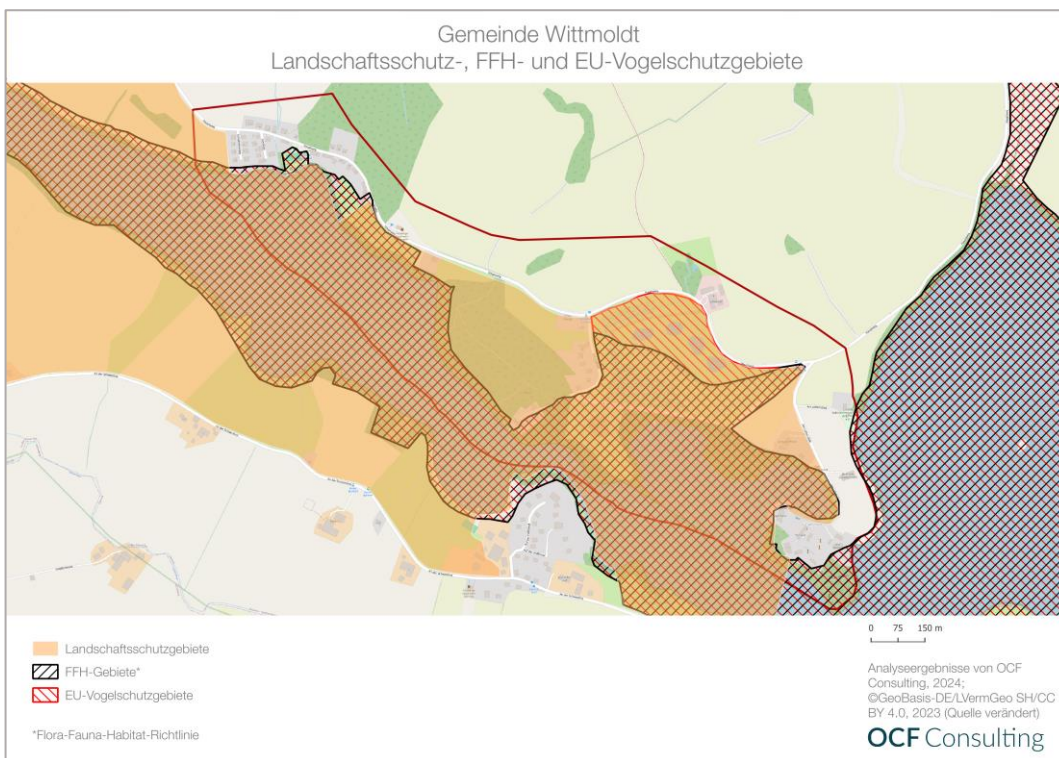 Gemeinde Wittmoldt
Landschaftsschutz-, FFH- und EU-Vogelschutzgebiete
0 75 150 m
Landschaftsschutzgebiete
FFH-Gebiete*
EU-Vogelschutzgebiete
*Flora-Fauna-Habitat-Richtlinie
Analyseergebnisse von OCF
Consulting, 2024;
©GeoBasis-DE/LVermGeo SH/CC
BY 4.0, 2023 (Quelle verändert)
OCF Consulting